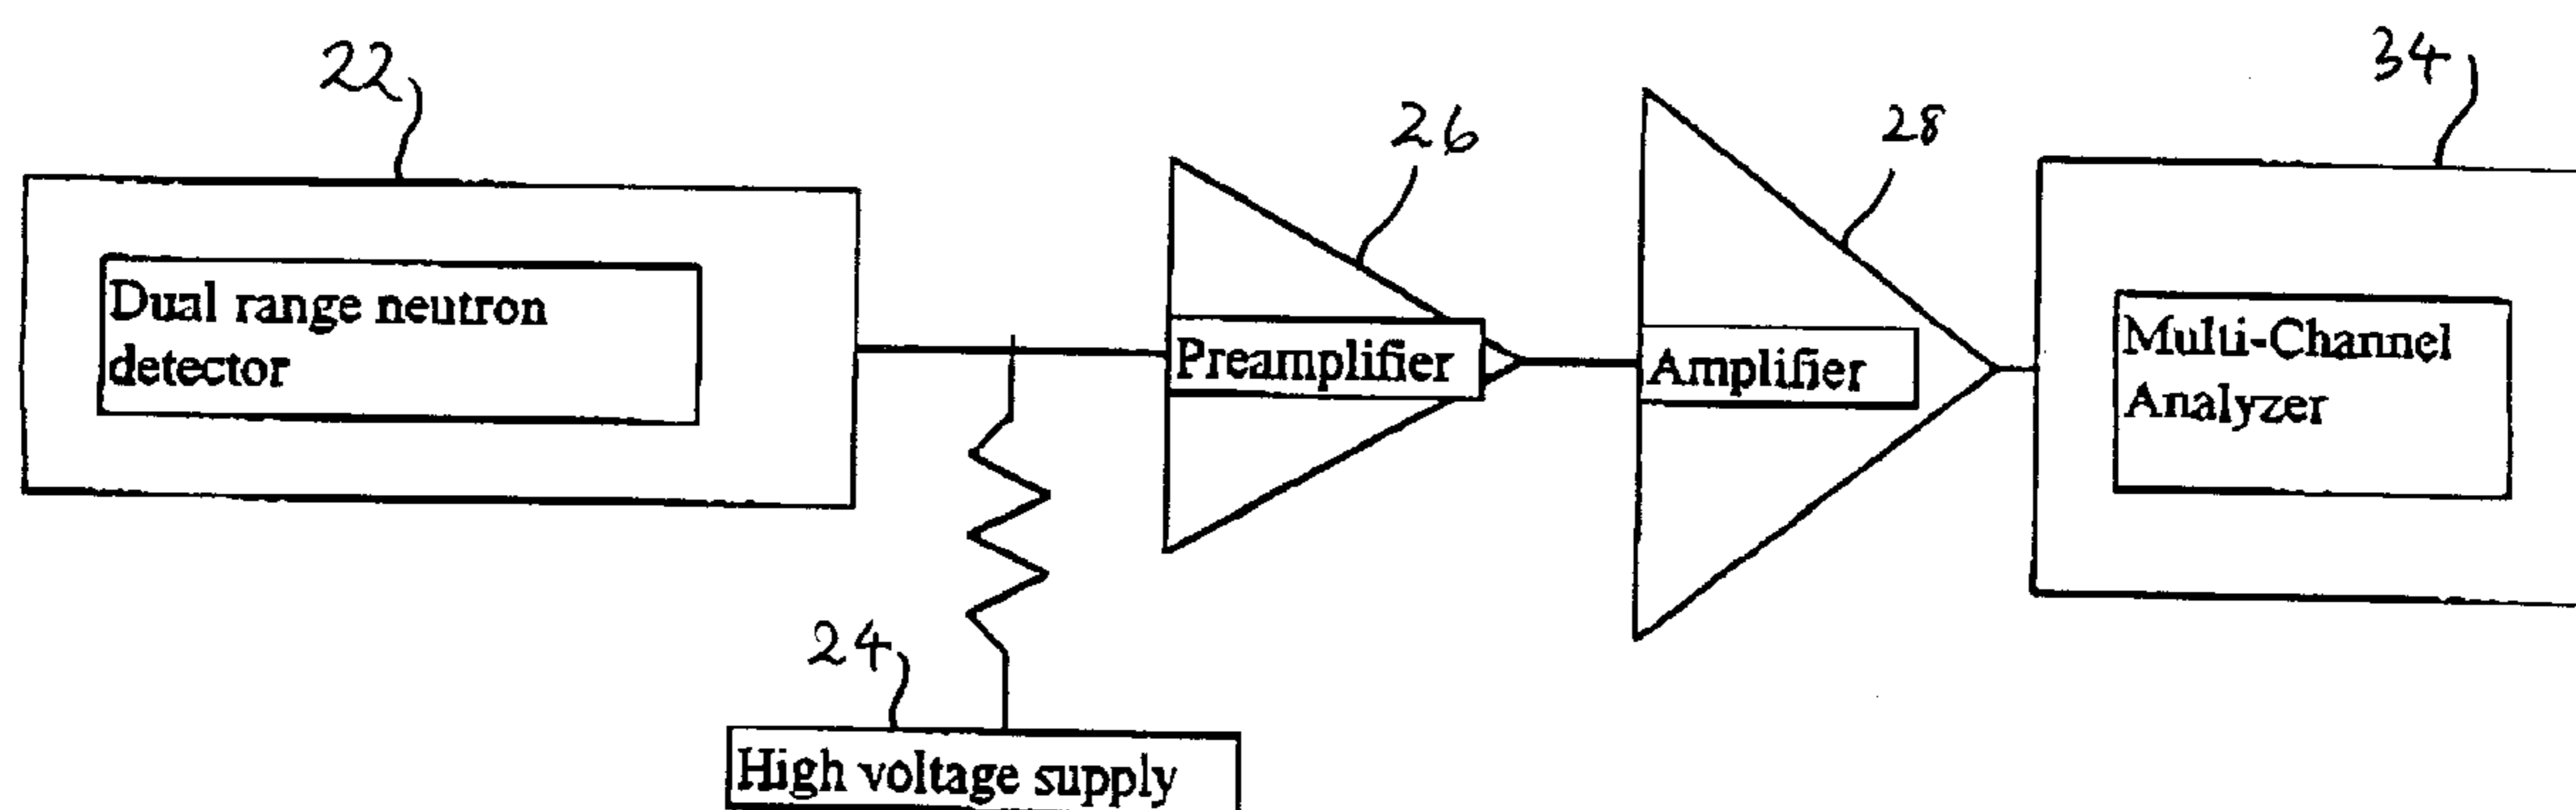 22
34
26
28
Dual range neutron
detector
Preamplifier
Amplifier
Multi-Channel
Analyzer
24
High voltage supply